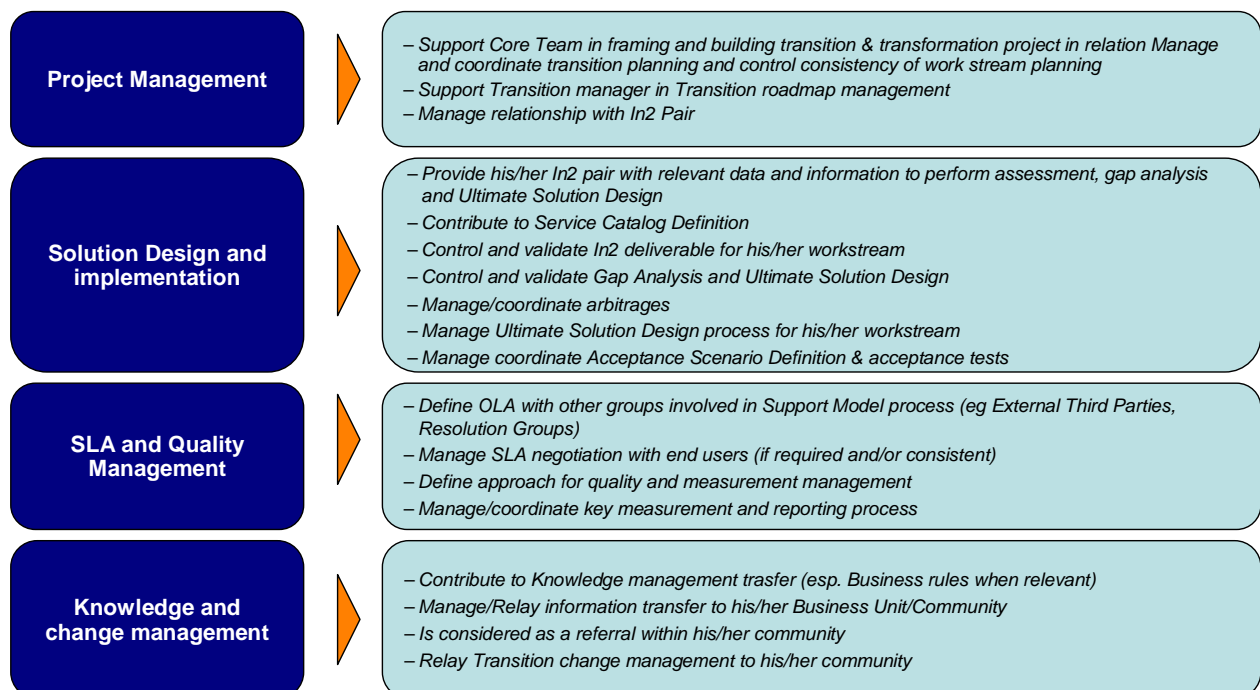 Project Management
– Support Core Team in framing and building transition & transformation project in relation Manage
and coordinate transition planning and control consistency of work stream planning
– Support Transition manager in Transition roadmap management
– Manage relationship with In2 Pair
Solution Design and
implementation
– Provide his/her In2 pair with relevant data and information to perform assessment, gap analysis
and Ultimate Solution Design
– Contribute to Service Catalog Definition
– Control and validate In2 deliverable for his/her workstream
– Control and validate Gap Analysis and Ultimate Solution Design
– Manage/coordinate arbitrages
– Manage Ultimate Solution Design process for his/her workstream
– Manage coordinate Acceptance Scenario Definition & acceptance tests
SLA and Quality
Management
– Define OLA with other groups involved in Support Model process (eg External Third Parties,
Resolution Groups)
– Manage SLA negotiation with end users (if required and/or consistent)
– Define approach for quality and measurement management
– Manage/coordinate key measurement and reporting process
Knowledge and
change management
– Contribute to Knowledge management trasfer (esp. Business rules when relevant)
– Manage/Relay information transfer to his/her Business Unit/Community
– Is considered as a referral within his/her community
– Relay Transition change management to his/her community